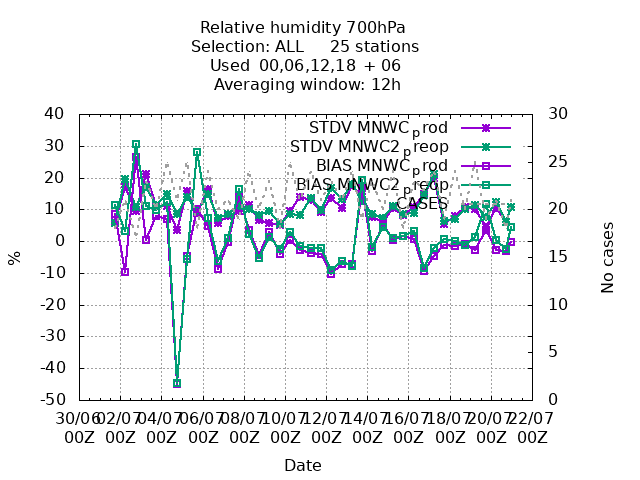 Relative humidity 700hPa
Selection: ALL 25 stations
Used 00,06,12,18 + 06
Averaging window: 12h
40 30
STDV MNWCprod
30 STDV MNWC2preop 25
BIAS MNWCprod
20 BIAS MNWC2preop 20
CASES
10
0 15
-10
-20 10
-30 5
-40
-50 0
%
No cases
30/06 02/07 04/07 06/07 08/07 10/07 12/07 14/07 16/07 18/07 20/07 22/07
00Z 00Z 00Z 00Z 00Z 00Z 00Z 00Z 00Z 00Z 00Z 00Z
Date